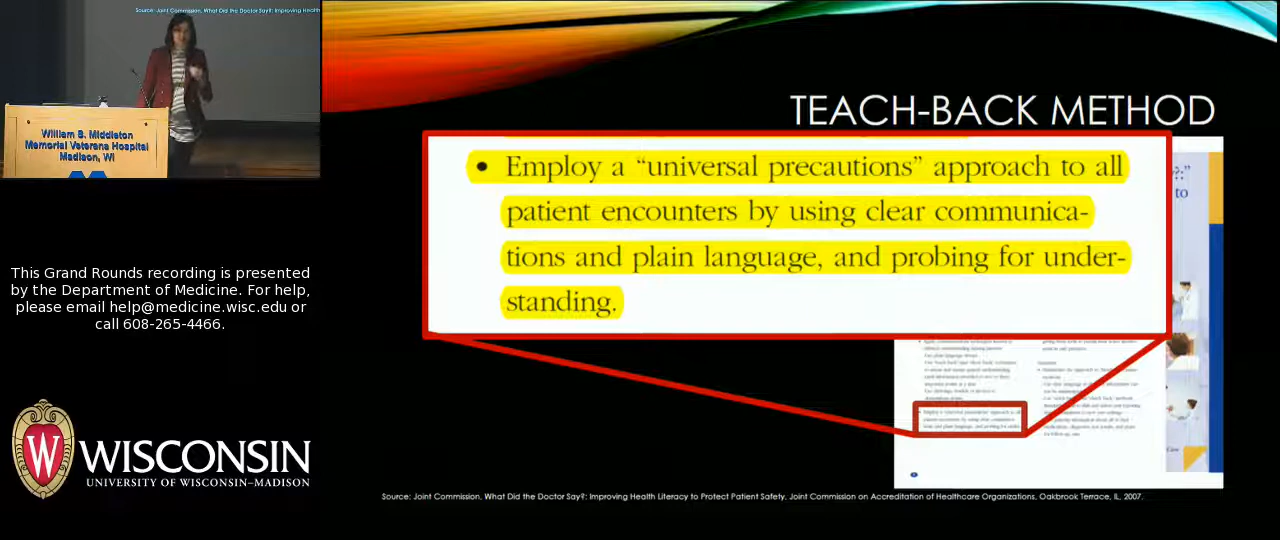 Source: Joint Commission, What Did the Doctor Say?: Improving Health
William S. Middleton
Memorial Veterans Hospital
Madison, WI
This Grand Rounds recording is presented
by the Department of Medicine. For help,
please email help@medicine.wisc.edu or
call 608-265-4466.
W
WISCONSIN
UNIVERSITY OF WISCONSIN–MADISON
TEACH-BACK METHOD
• Employ a “universal precautions” approach to all
patient encounters by using clear communica-
tions and plain language, and probing for under-
standing.
to
Source: Joint Commission, What Did the Doctor Say?: Improving Health Literacy to Protect Patient Safety, Joint Commission on Accreditation of Healthcare Organizations, Oakbrook Terrace, IL, 2007.